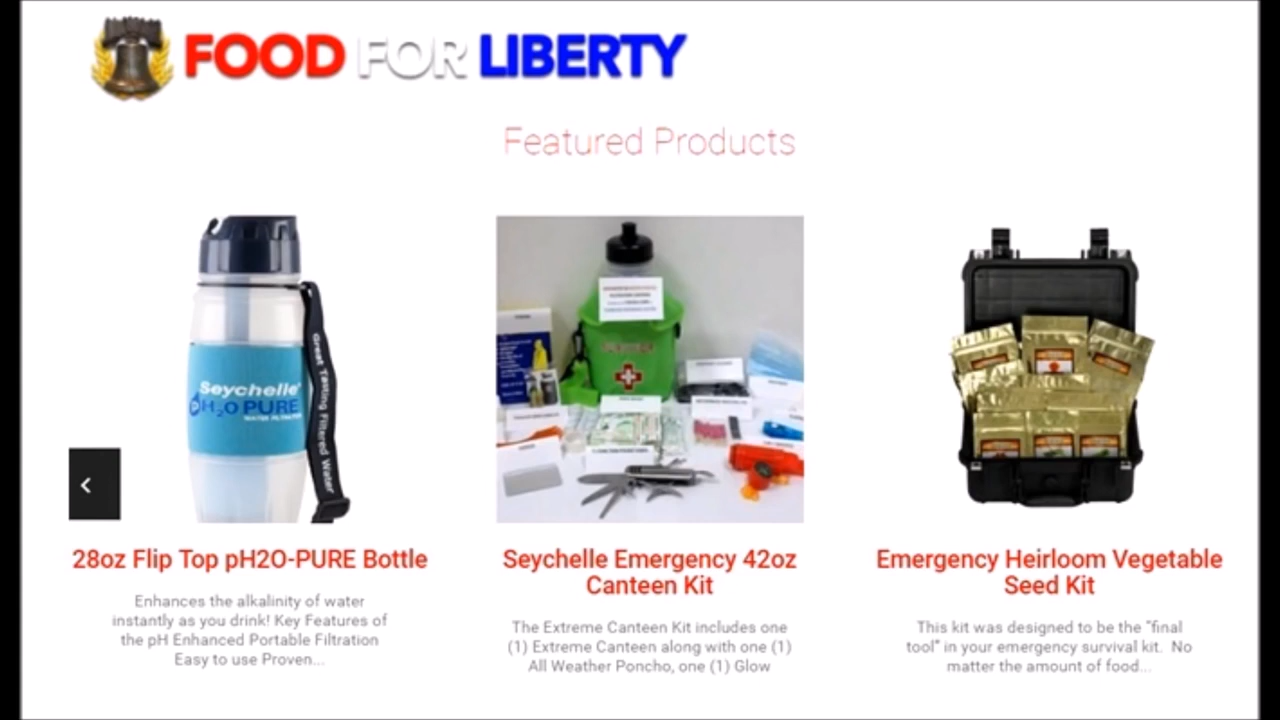 FOOD FOR LIBERTY
Featured Products
Great Tasting Filtered Water
Seychelle
pH2O PURE
WATER FILTRATION
28oz Flip Top pH2O-PURE Bottle
Enhances the alkalinity of water
instantly as you drink! Key Features of
the pH Enhanced Portable Filtration
Easy to use Proven...
Seychelle Emergency 42oz
Canteen Kit
The Extreme Canteen Kit includes one
(1) Extreme Canteen along with one (1)
All Weather Poncho, one (1) Glow
Emergency Heirloom Vegetable
Seed Kit
This kit was designed to be the "final
tool" in your emergency survival kit. No
matter the amount of food...